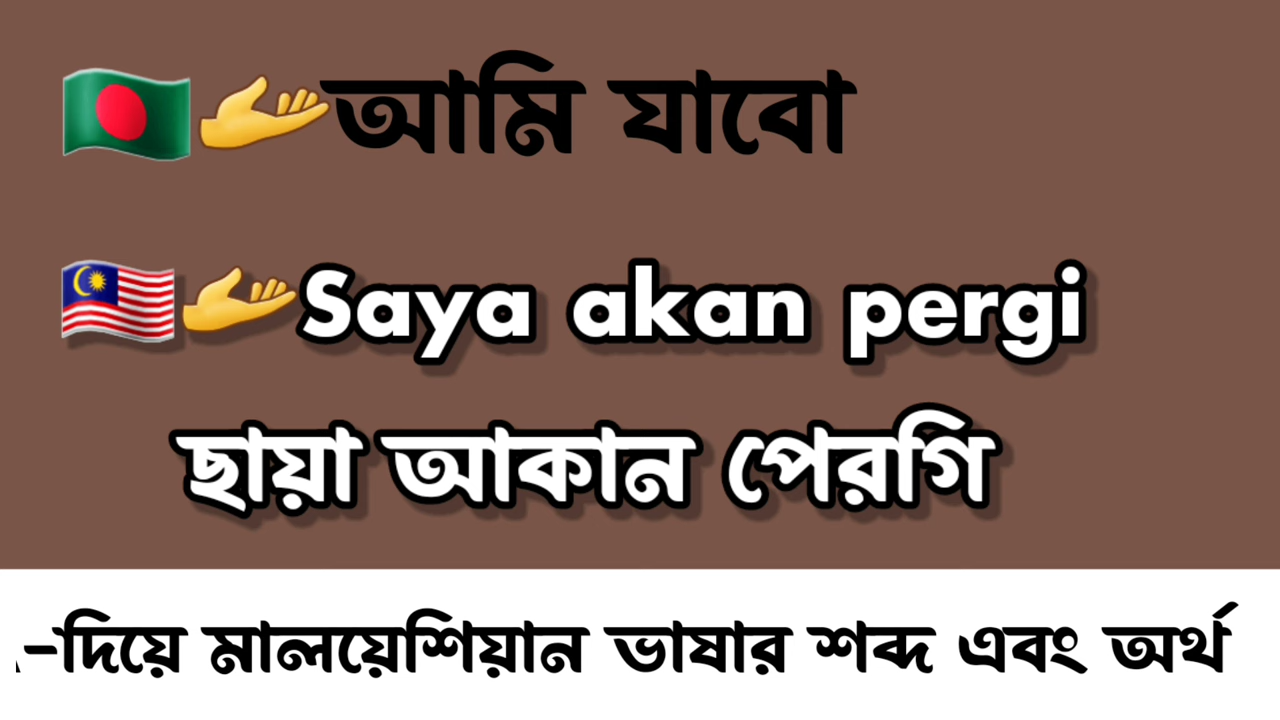 আমি যাবো
Saya akan pergi
ছায়া আকান পেরগি
–দিয়ে মালয়েশিয়ান ভাষার শব্দ এবং অর্থ